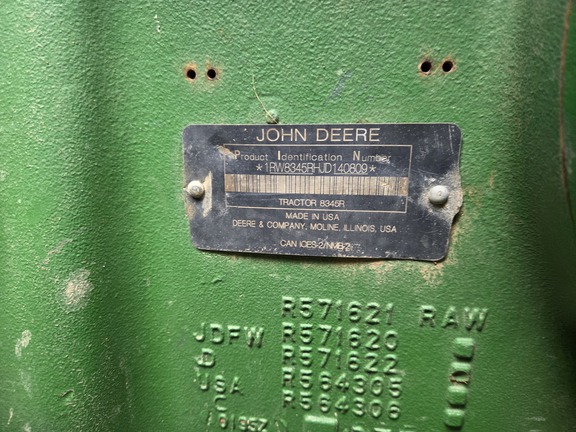 JOHN DEERE
Product Identification Number
*1RW8345RHJD140809*
TRACTOR 8345R
MADE IN USA
DEERE & COMPANY, MOLINE, ILLINOIS, USA
CAN ICES-2/NMB-2
R571621 RAW
JDFW R571620
D R571622
USA R564305
C R564306